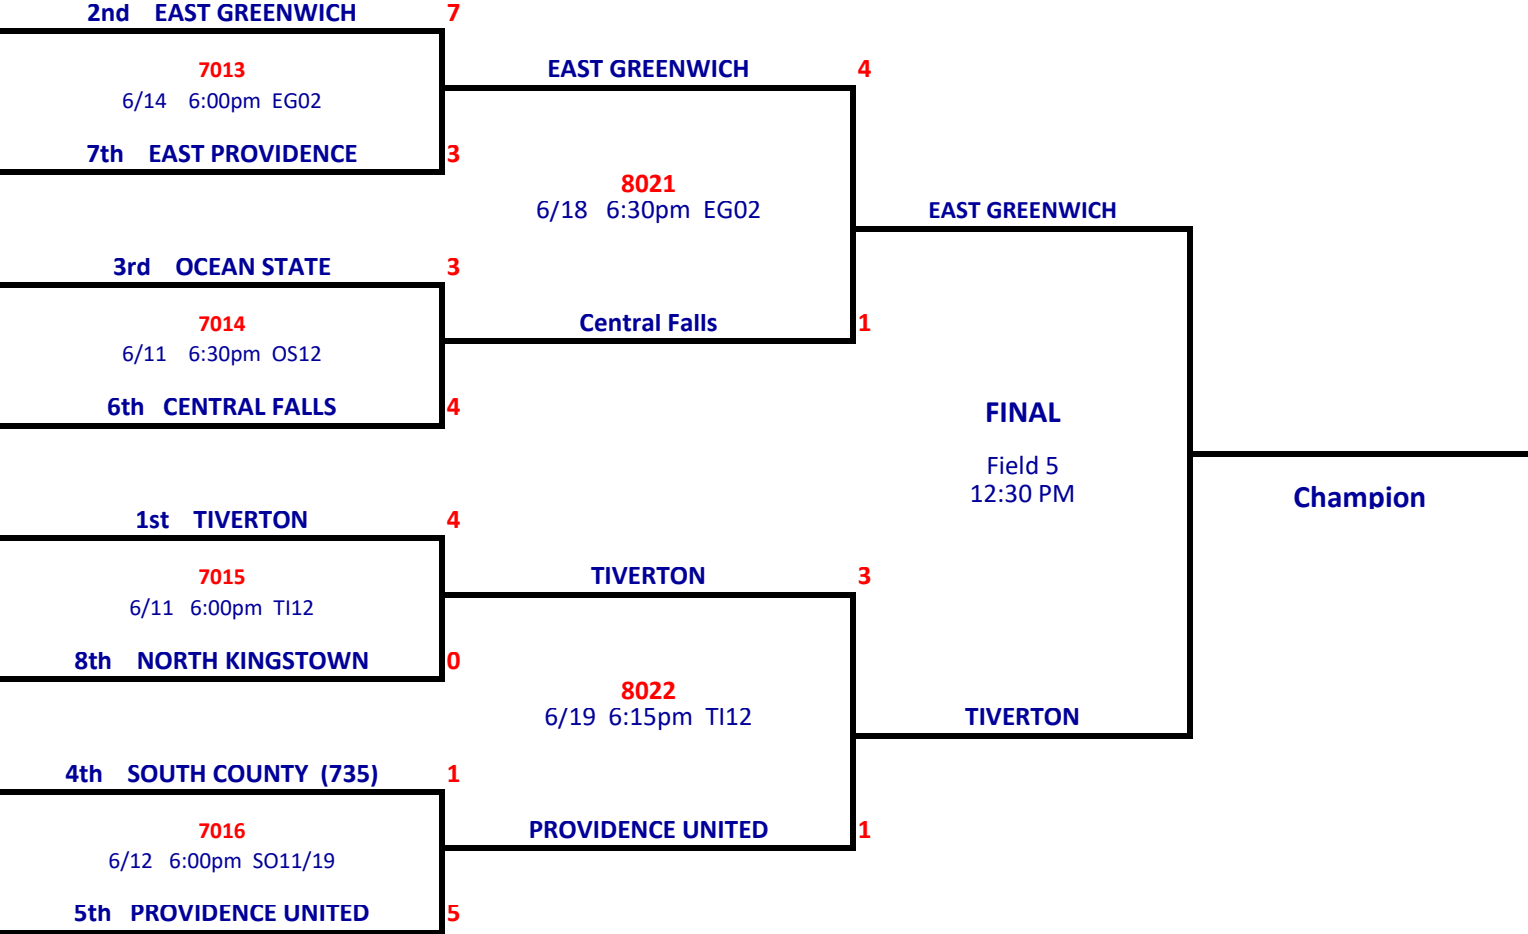 2nd EAST GREENWICH 7
7013
6/14 6:00pm EG02
7th EAST PROVIDENCE 3
3rd OCEAN STATE 3
7014
6/11 6:30pm OS12
6th CENTRAL FALLS 4
1st TIVERTON 4
7015
6/11 6:00pm TI12
8th NORTH KINGSTOWN 0
4th SOUTH COUNTY (735) 1
7016
6/12 6:00pm SO11/19
5th PROVIDENCE UNITED 5
EAST GREENWICH 4
8021
6/18 6:30pm EG02
Central Falls 1
TIVERTON 3
8022
6/19 6:15pm TI12
PROVIDENCE UNITED 1
EAST GREENWICH
FINAL
Field 5
12:30 PM
TIVERTON
Champion